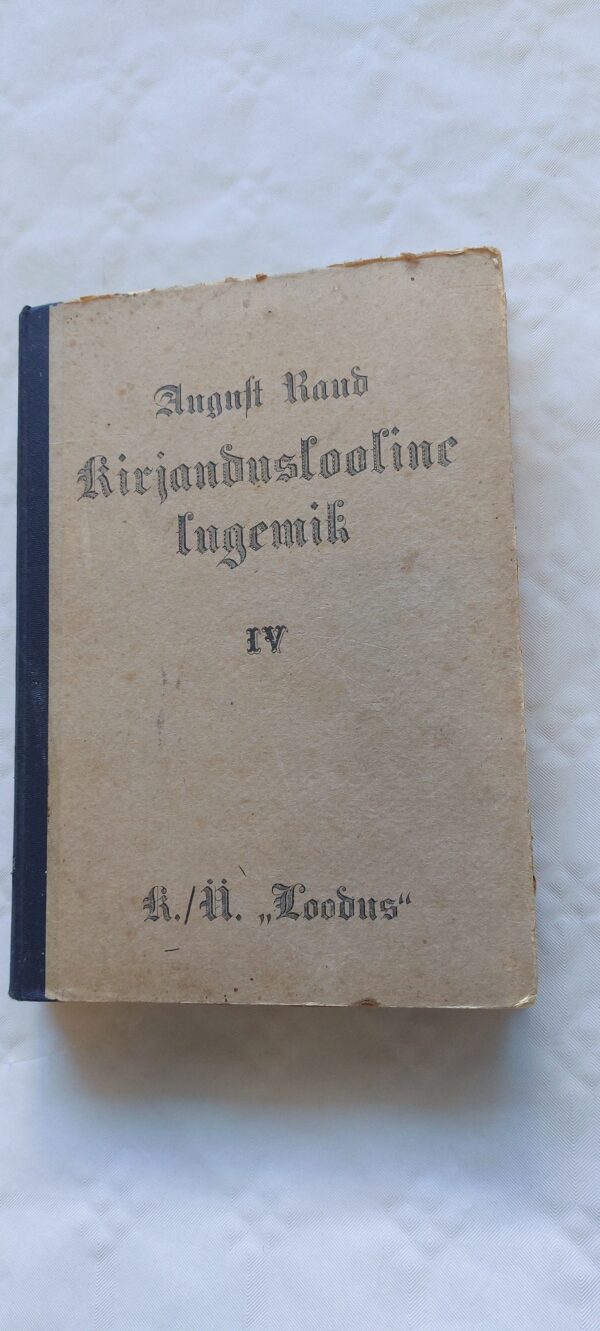 August Raud
Kirjanduslooline
lugemik
IV
K./Ü. „Loodus“